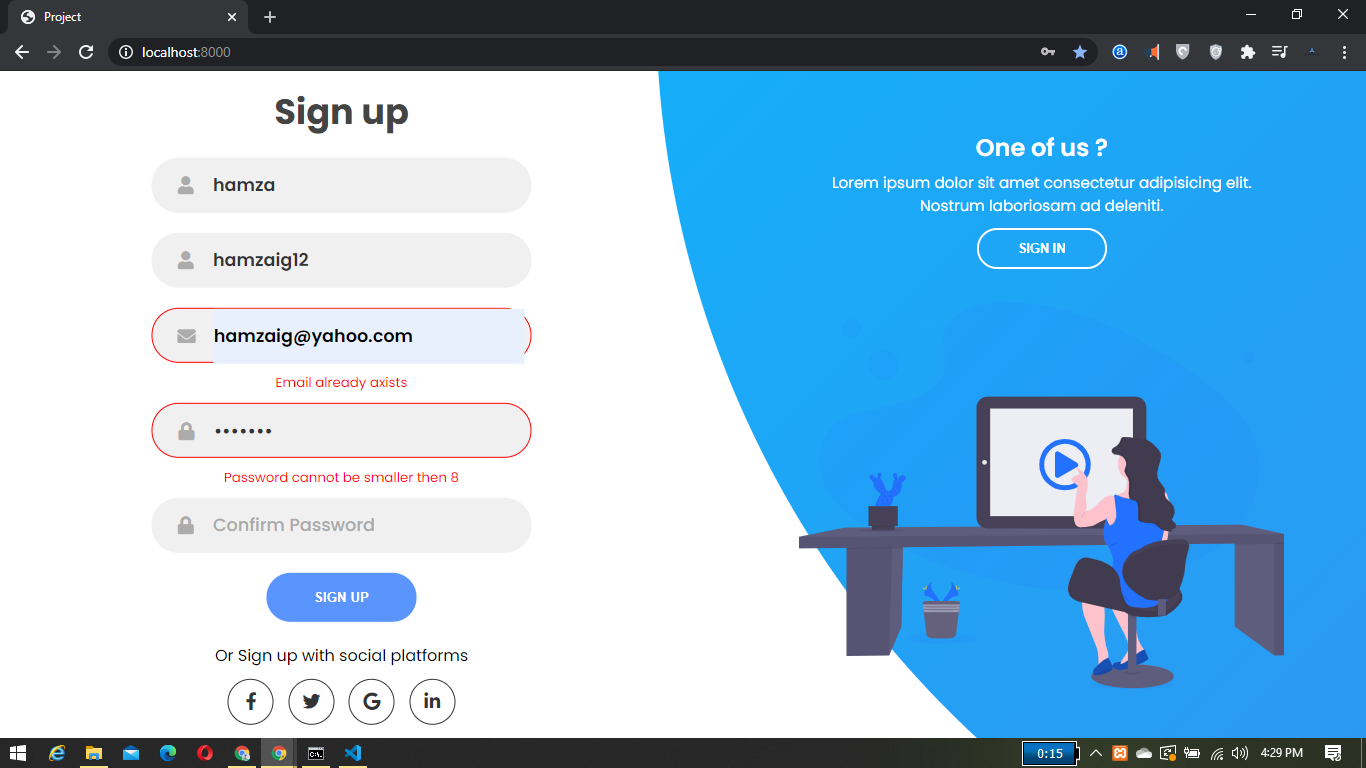 Project
localhost:8000
Sign up
hamza
hamzaig12
hamzaig@yahoo.com
Email already axists
•••••••
Password cannot be smaller then 8
Confirm Password
SIGN UP
Or Sign up with social platforms
One of us ?
Lorem ipsum dolor sit amet consectetur adipisicing elit.
Nostrum laboriosam ad deleniti.
SIGN IN
0:15
4:29 PM